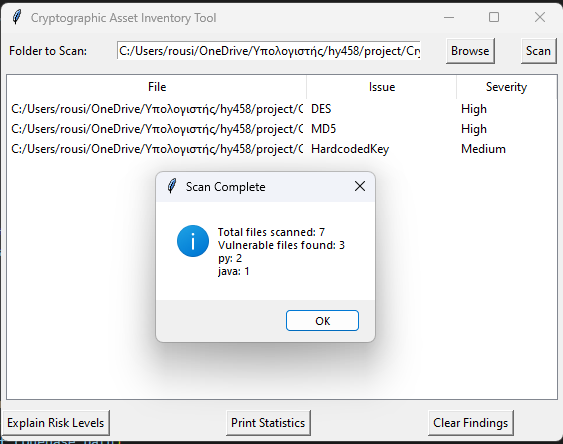 Cryptographic Asset Inventory Tool
Folder to Scan: C:/Users/rousi/OneDrive/Υπολογιστής/hy458/project/Cry Browse Scan
File Issue Severity
C:/Users/rousi/OneDrive/Υπολογιστής/hy458/project/C DES High
C:/Users/rousi/OneDrive/Υπολογιστής/hy458/project/C MD5 High
C:/Users/rousi/OneDrive/Υπολογιστής/hy458/project/C HardcodedKey Medium
Scan Complete
Total files scanned: 7
Vulnerable files found: 3
py: 2
java: 1
OK
Explain Risk Levels Print Statistics Clear Findings